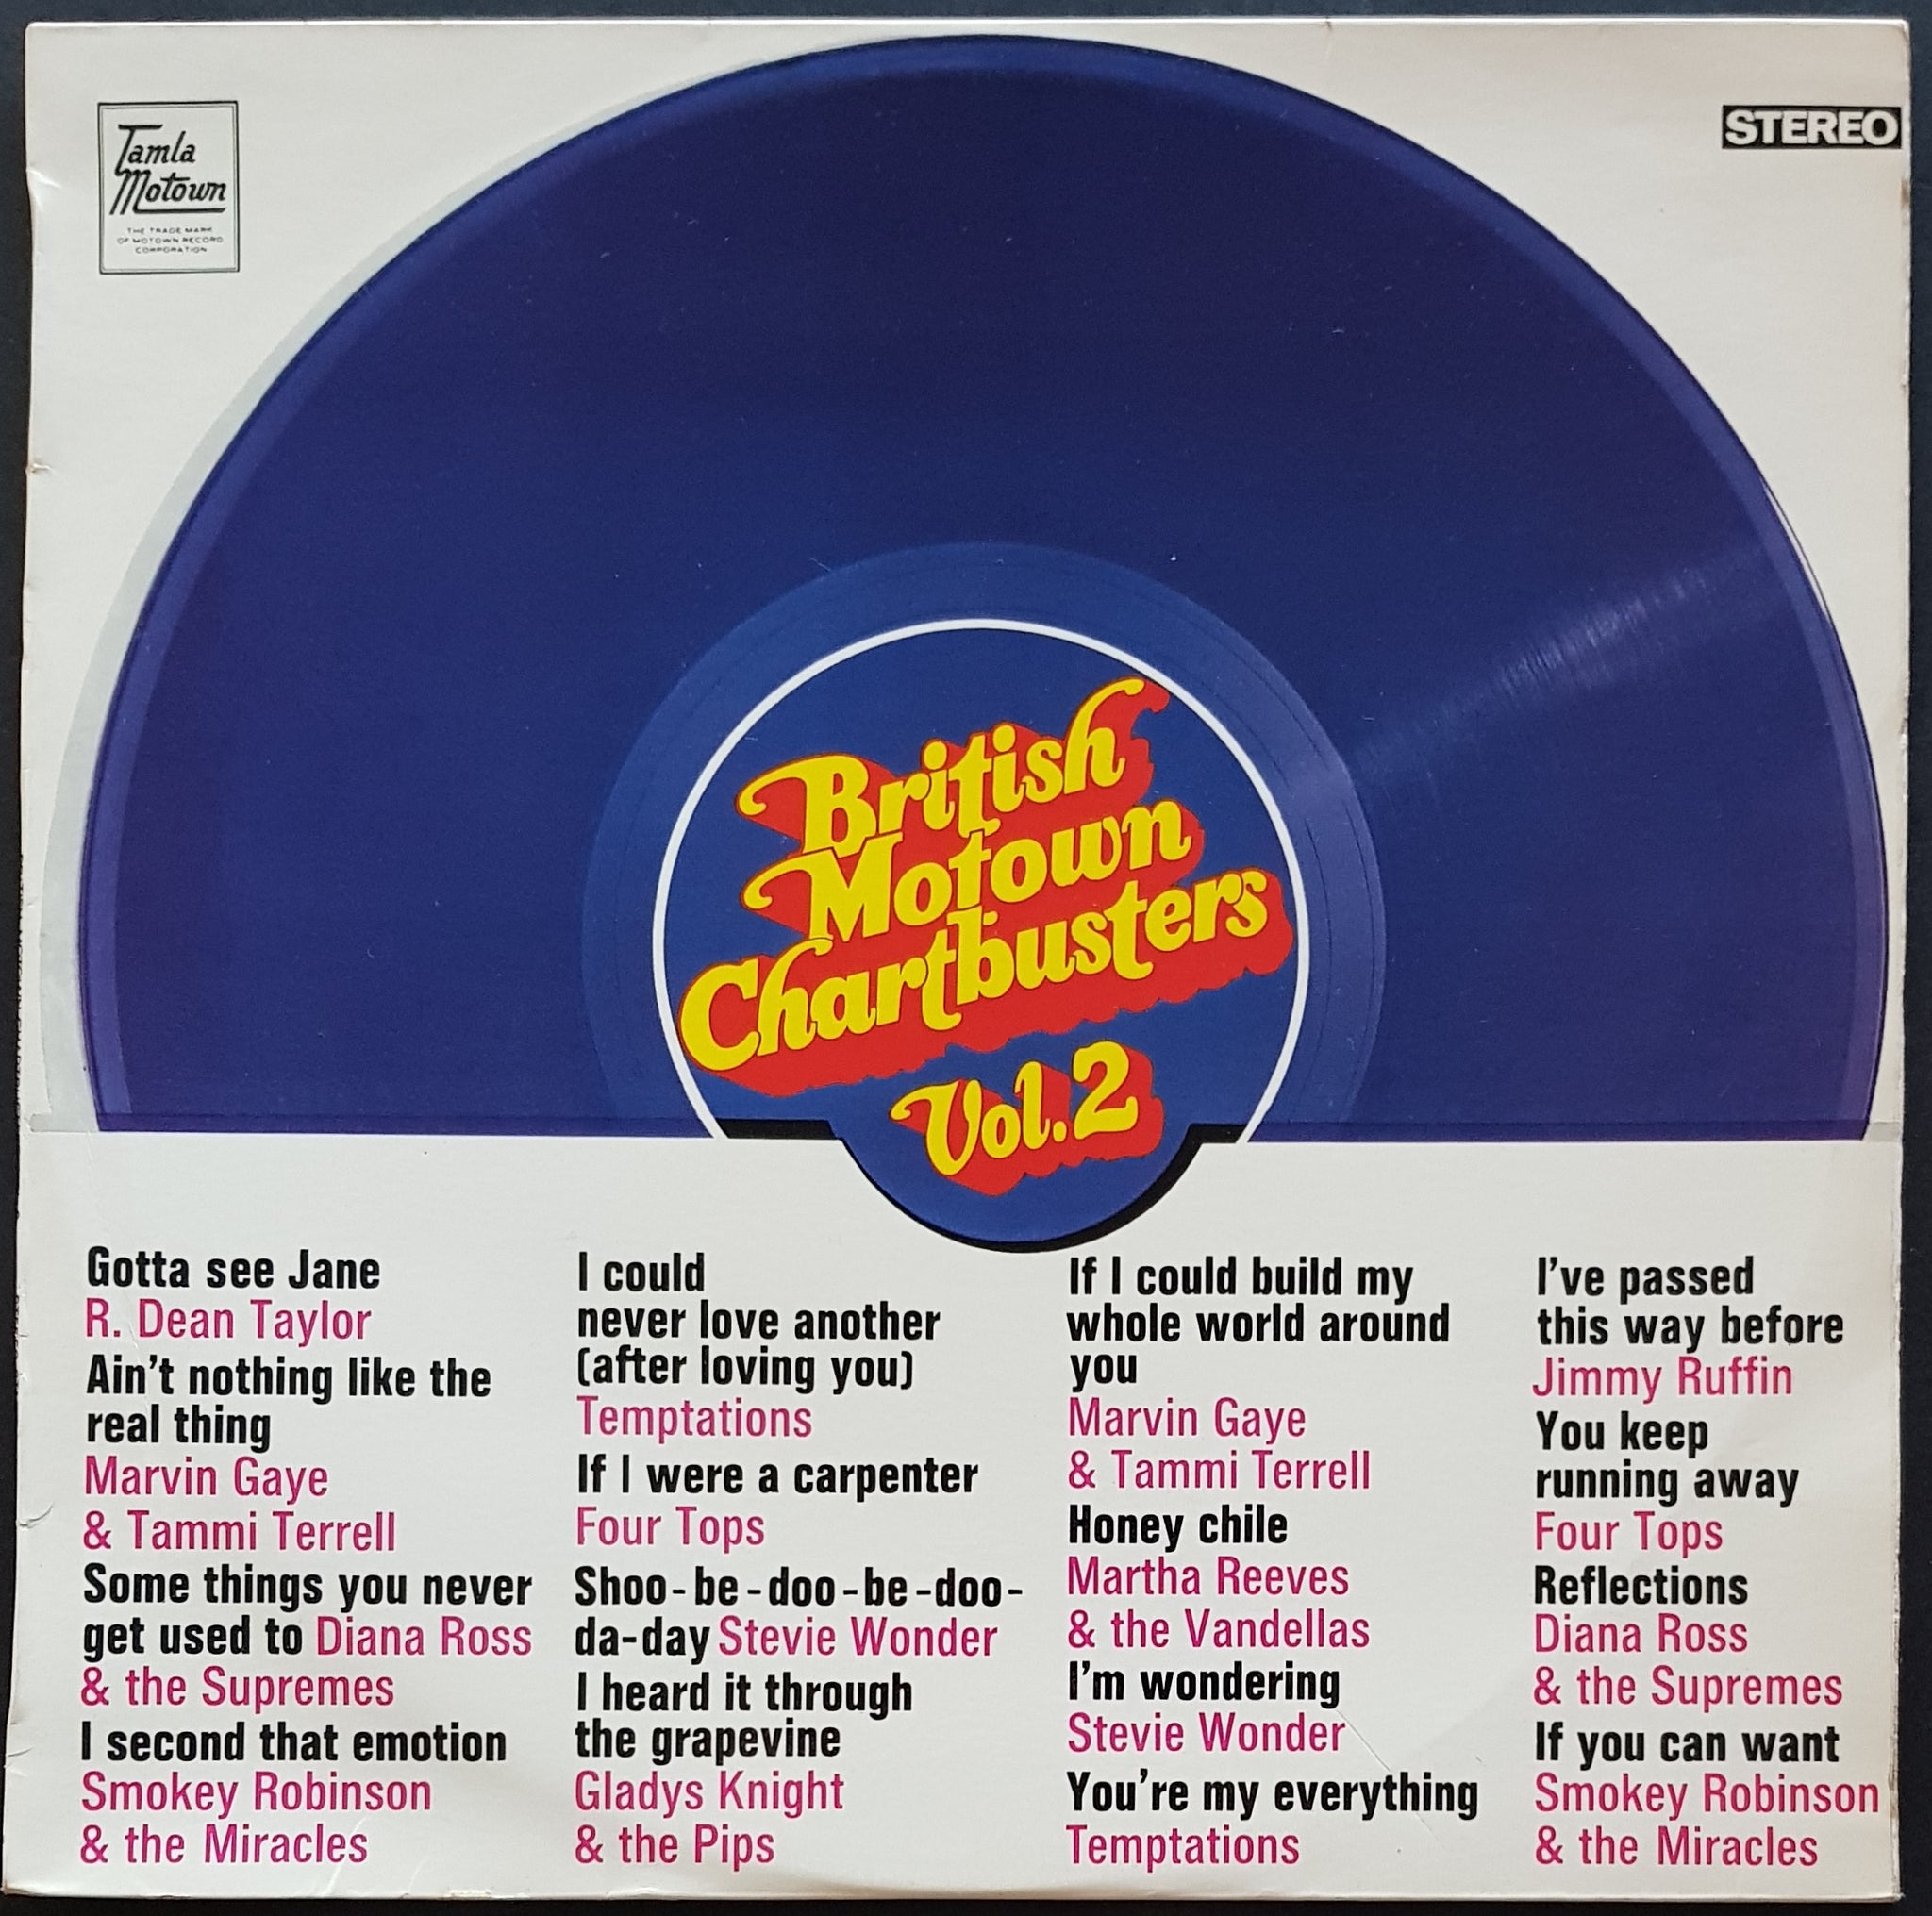 Tamla
Motown
THE TRADE MARK
OF MOTOWN RECORD
CORPORATION
STEREO
British
Motown
Chartbusters
Vol.2
Gotta see Jane
R. Dean Taylor
Ain't nothing like the
real thing
Marvin Gaye
& Tammi Terrell
Some things you never
get used to Diana Ross
& the Supremes
I second that emotion
Smokey Robinson
& the Miracles
I could
never love another
(after loving you)
Temptations
If I were a carpenter
Four Tops
Shoo-be-doo-be-doo-
da-day Stevie Wonder
I heard it through
the grapevine
Gladys Knight
& the Pips
If I could build my
whole world around
you
Marvin Gaye
& Tammi Terrell
Honey chile
Martha Reeves
& the Vandellas
I'm wondering
Stevie Wonder
You're my everything
Temptations
I've passed
this way before
Jimmy Ruffin
You keep
running away
Four Tops
Reflections
Diana Ross
& the Supremes
If you can want
Smokey Robinson
& the Miracles